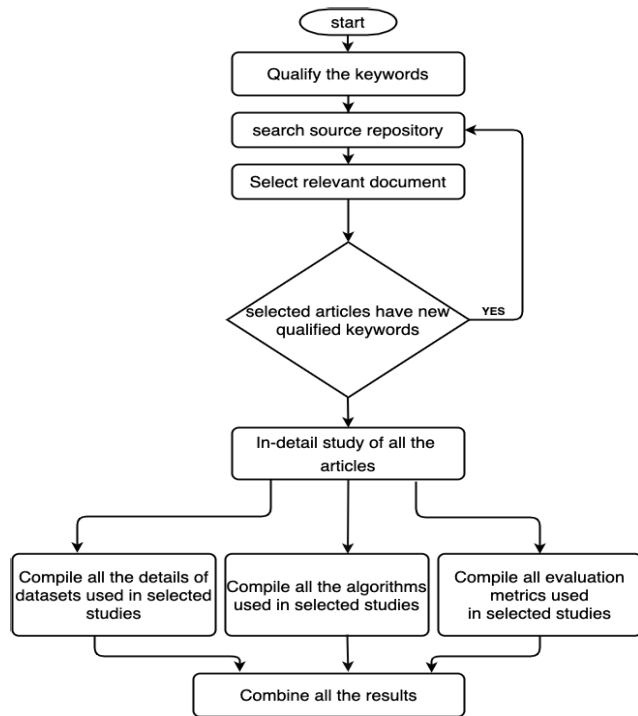 start
Qualify the keywords
search source repository
Select relevant document
selected articles have new
qualified keywords
YES
In-detail study of all the
articles
Compile all the details of
datasets used in selected
studies
Compile all the algorithms
used in selected studies
Compile all evaluation
metrics used
in selected studies
Combine all the results